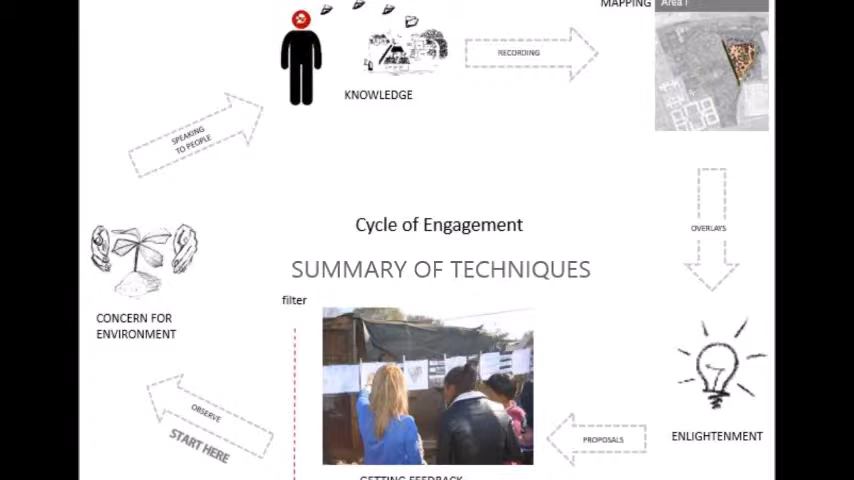 MAPPING
Area I
RECORDING
KNOWLEDGE
SPEAKING
TO PEOPLE
Cycle of Engagement
OVERLAYS
SUMMARY OF TECHNIQUES
filter
CONCERN FOR
ENVIRONMENT
OBSERVE
START HERE
PROPOSALS
ENLIGHTENMENT
GETTING FEEDBACK